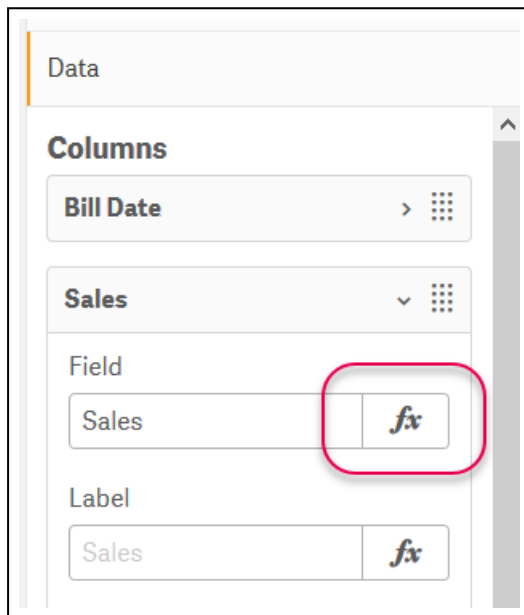 Data
Columns
Bill Date
Sales
Field
Sales fx
Label
Sales fx